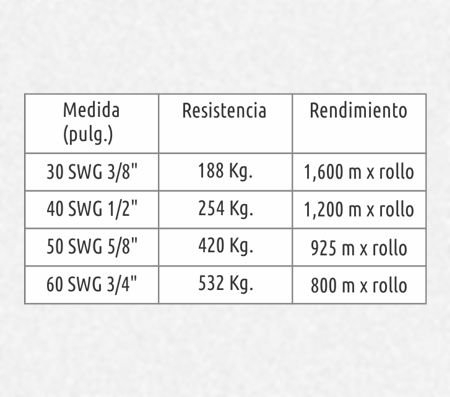 Medida Resistencia Rendimiento
(pulg.)
30 SWG 3/8" 188 Kg. 1,600 m x rollo
40 SWG 1/2" 254 Kg. 1,200 m x rollo
50 SWG 5/8" 420 Kg. 925 m x rollo
60 SWG 3/4" 532 Kg. 800 m x rollo